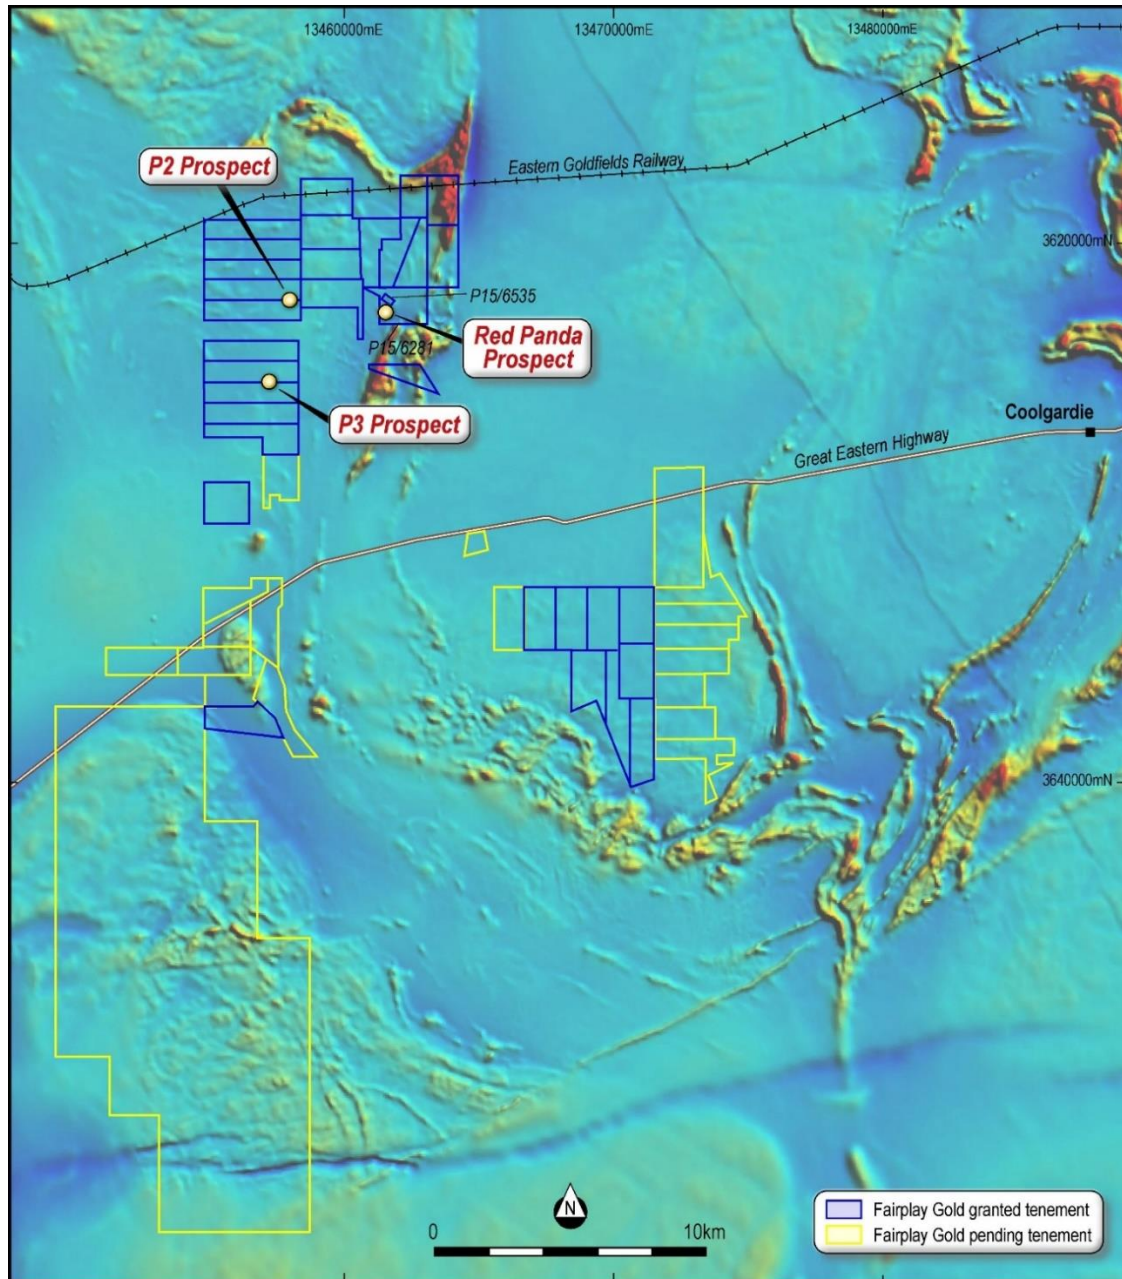 13460000mE
13470000mE
13480000mE
P2 Prospect
Eastern Goldfields Railway
3620000mN
P15/6535
Red Panda
Prospect
P15/6281
P3 Prospect
Coolgardie
Great Eastern Highway
3640000mN
N
0
10km
Fairplay Gold granted tenement
Fairplay Gold pending tenement